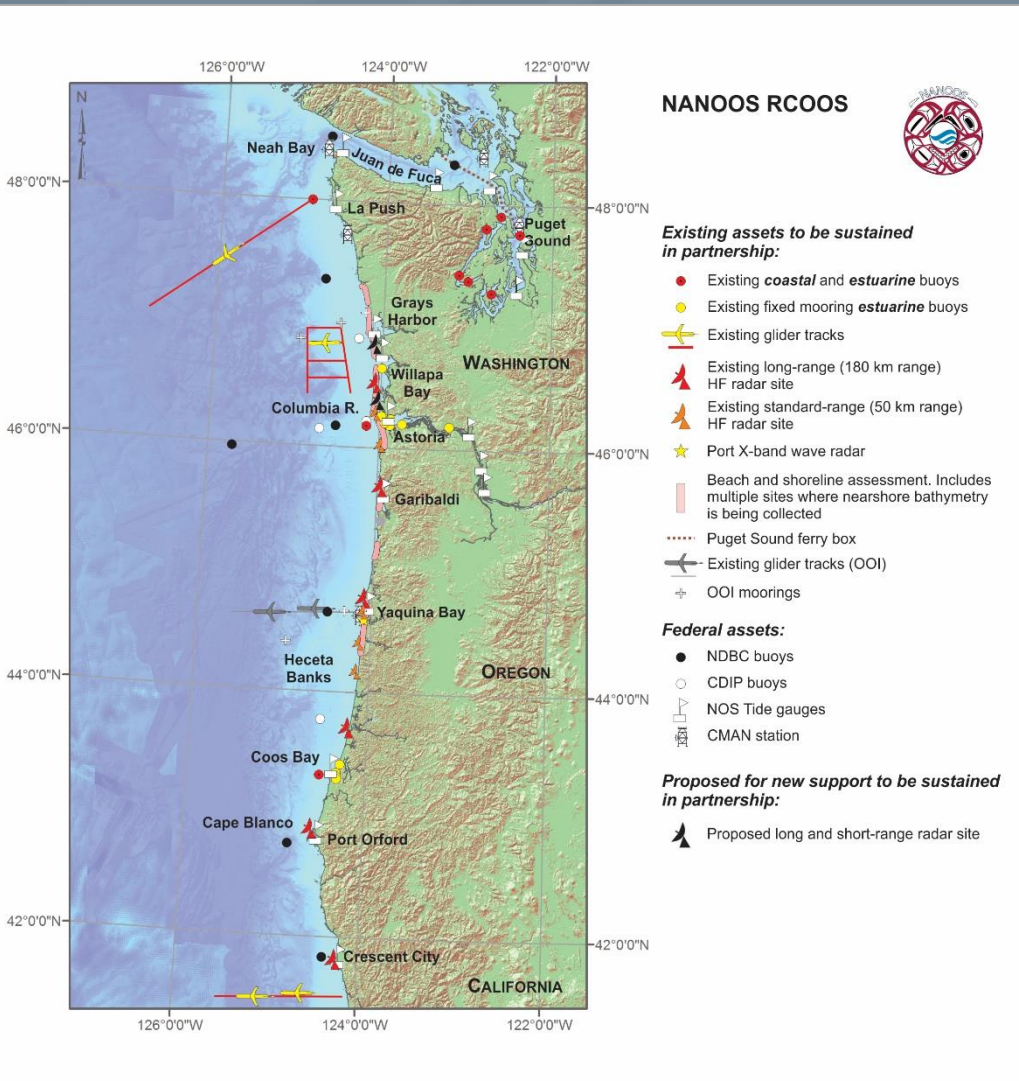 126°0'0"W 124°0'0"W 122°0'0"W
N
NANOOS RCOOS
NANOOS
Neah Bay
Juan de Fuca
48°0'0"N
La Push
48°0'0"N
Puget
Sound
Grays
Harbor
WASHINGTON
Willapa
Bay
Columbia R.
46°0'0"N
Astoria
46°0'0"N
Garibaldi
Yaquina Bay
Heceta
Banks
OREGON
44°0'0"N
44°0'0"N
Coos Bay
Cape Blanco
Port Orford
42°0'0"N
42°0'0"N
Crescent City
CALIFORNIA
126°0'0"W 124°0'0"W 122°0'0"W
Existing assets to be sustained
in partnership:
Existing coastal and estuarine buoys
Existing fixed mooring estuarine buoys
Existing glider tracks
Existing long-range (180 km range)
HF radar site
Existing standard-range (50 km range)
HF radar site
Port X-band wave radar
Beach and shoreline assessment. Includes
multiple sites where nearshore bathymetry
is being collected
Puget Sound ferry box
Existing glider tracks (OOI)
OOI moorings
Federal assets:
NDBC buoys
CDIP buoys
NOS Tide gauges
CMAN station
Proposed for new support to be sustained
in partnership:
Proposed long and short-range radar site